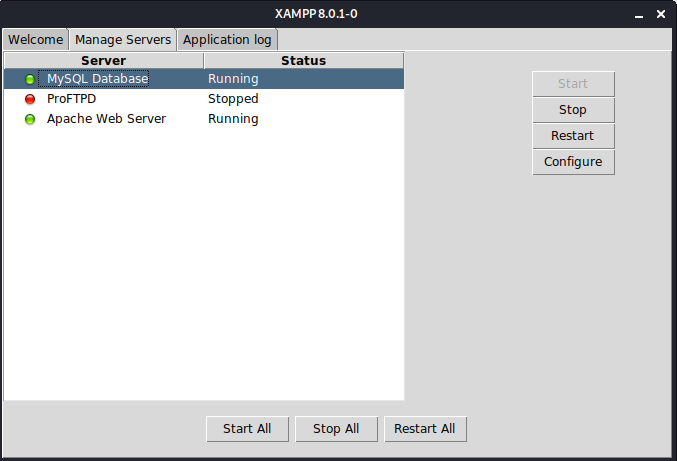 XAMPP 8.0.1-0
Welcome Manage Servers Application log
Server Status
MySQL Database Running
ProFTPD Stopped
Apache Web Server Running
Start
Stop
Restart
Configure
Start All Stop All Restart All